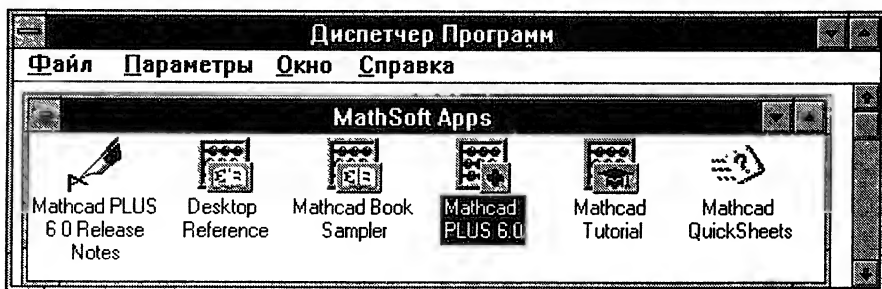 Диспетчер Программ
Файл Параметры Окно Справка
MathSoft Apps
Mathcad PLUS
6.0 Release
Notes
Desktop
Reference
Mathcad Book
Sampler
Mathcad
PLUS 6.0
Mathcad
Tutorial
Mathcad
QuickSheets